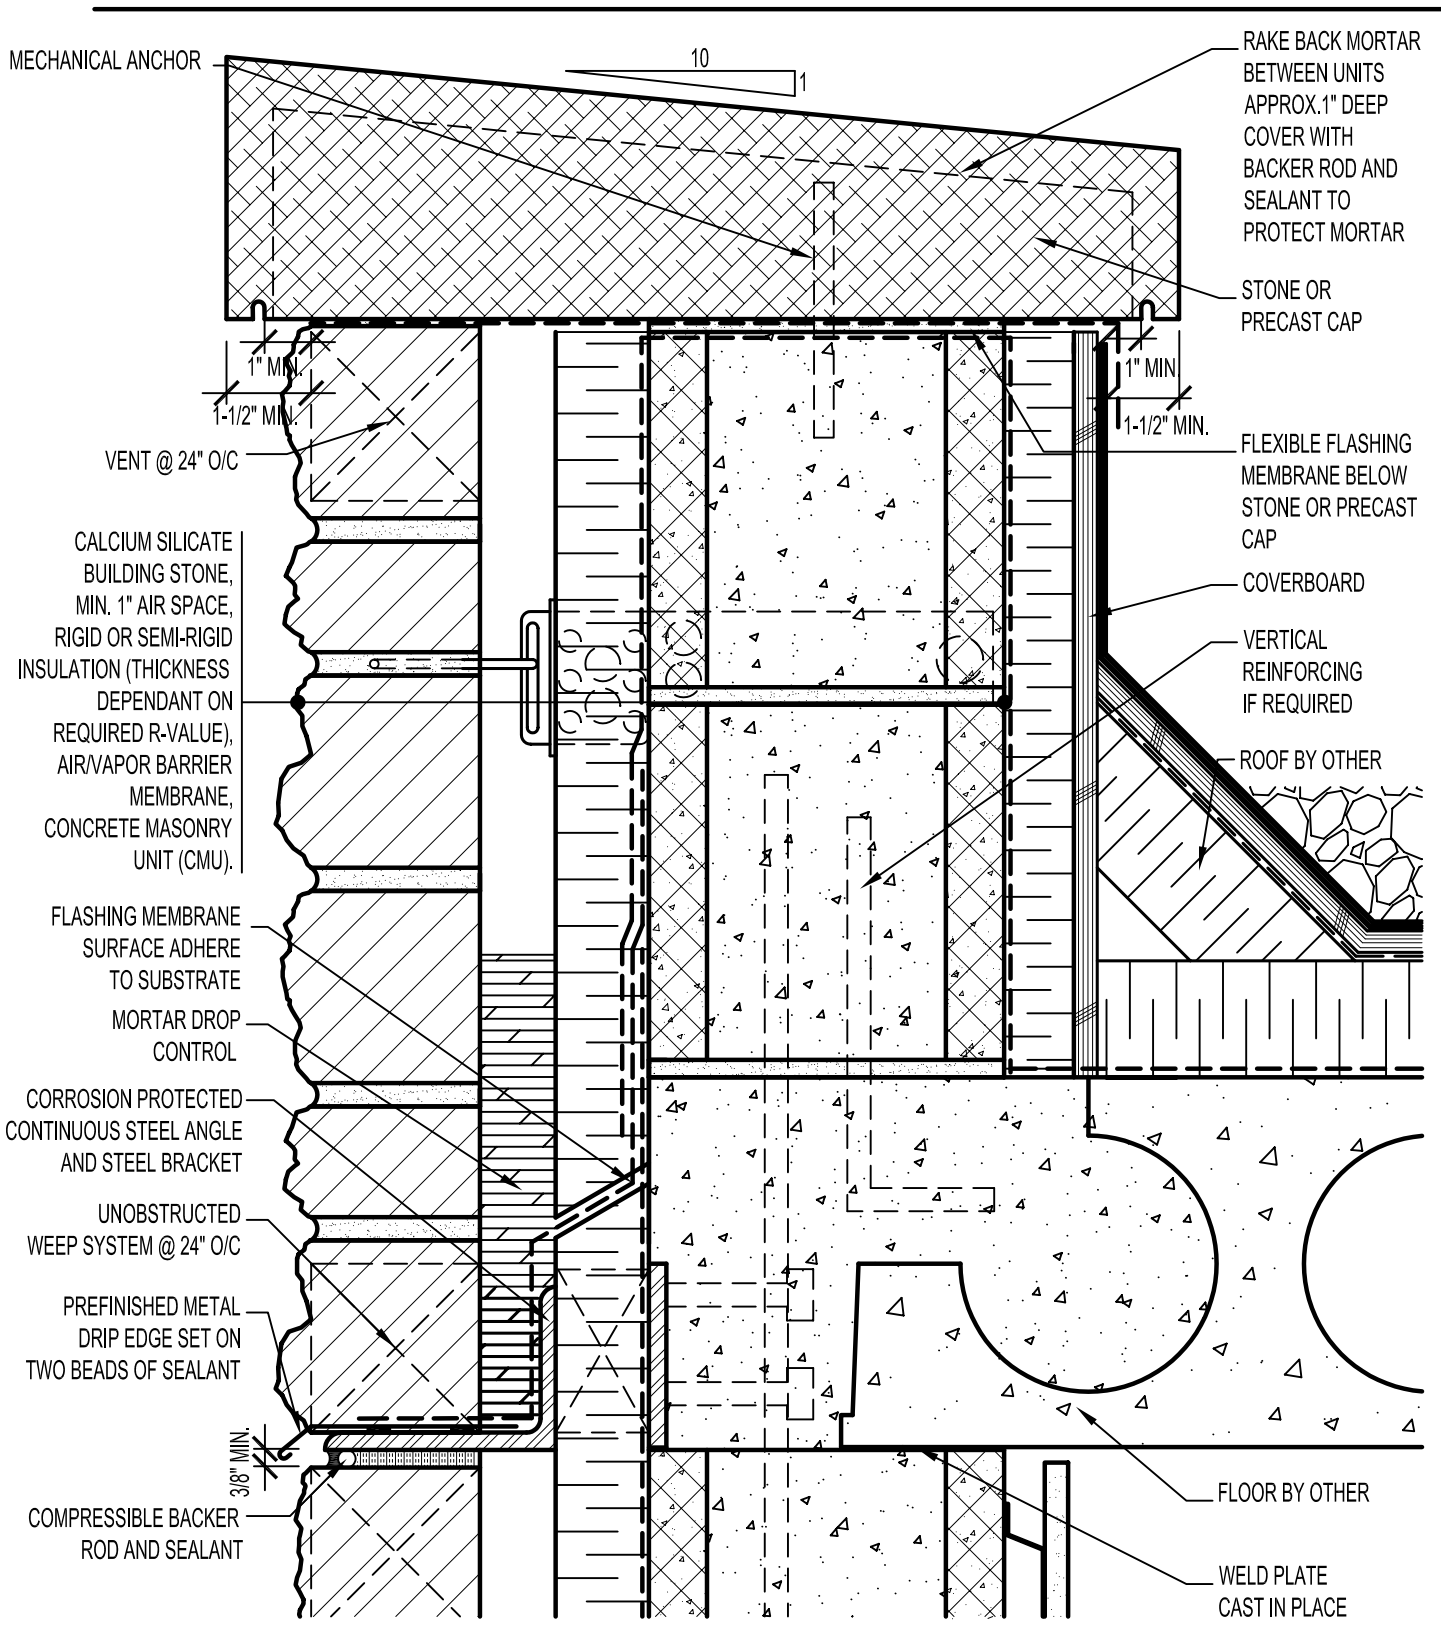 MECHANICAL ANCHOR
10
1
RAKE BACK MORTAR
BETWEEN UNITS
APPROX.1" DEEP
COVER WITH
BACKER ROD AND
SEALANT TO
PROTECT MORTAR
STONE OR
PRECAST CAP
1" MIN.
1-1/2" MIN.
1" MIN.
1-1/2" MIN.
VENT @ 24" O/C
FLEXIBLE FLASHING
MEMBRANE BELOW
STONE OR PRECAST
CAP
CALCIUM SILICATE
BUILDING STONE,
MIN. 1" AIR SPACE,
RIGID OR SEMI-RIGID
INSULATION (THICKNESS
DEPENDANT ON
REQUIRED R-VALUE),
AIR/VAPOR BARRIER
MEMBRANE,
CONCRETE MASONRY
UNIT (CMU).
COVERBOARD
VERTICAL
REINFORCING
IF REQUIRED
ROOF BY OTHER
FLASHING MEMBRANE
SURFACE ADHERE
TO SUBSTRATE
MORTAR DROP
CONTROL
CORROSION PROTECTED
CONTINUOUS STEEL ANGLE
AND STEEL BRACKET
UNOBSTRUCTED
WEEP SYSTEM @ 24" O/C
PREFINISHED METAL
DRIP EDGE SET ON
TWO BEADS OF SEALANT
3/8" MIN.
COMPRESSIBLE BACKER
ROD AND SEALANT
FLOOR BY OTHER
WELD PLATE
CAST IN PLACE